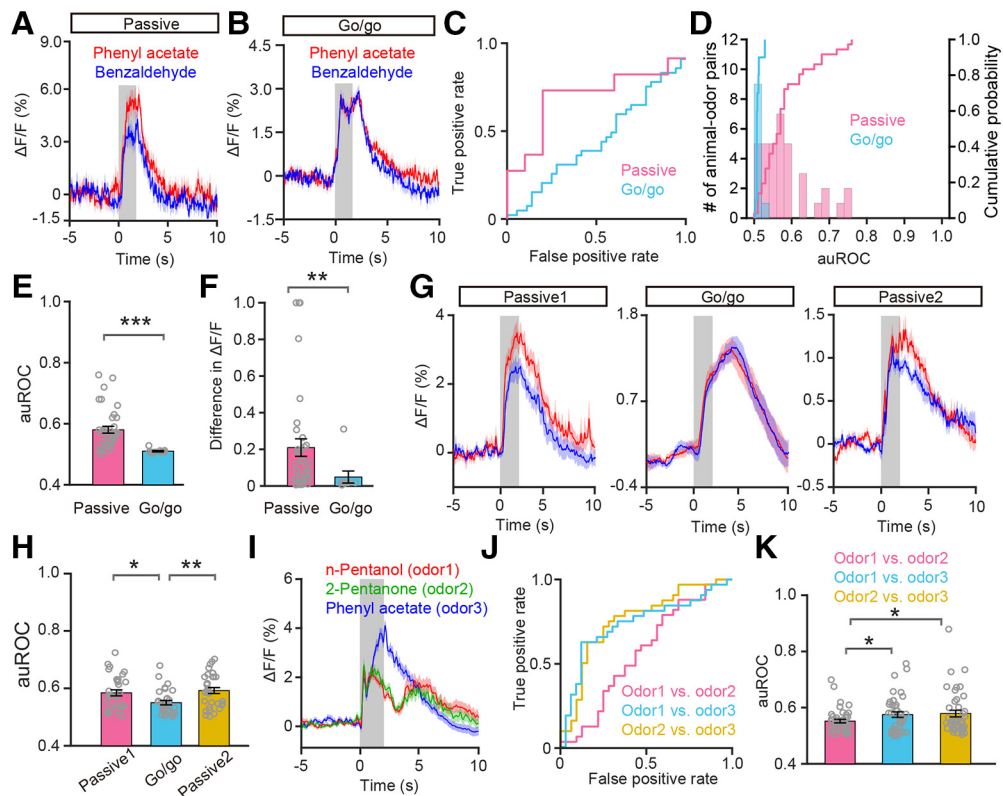 A
Passive
Phenyl acetate
Benzaldehyde
ΔF/F (%)
9.0
6.0
3
0
-1.5
-5
0
5
10
Time (s)
B
Go/go
Phenyl acetate
Benzaldehyde
ΔF/F (%)
4.5
3.0
1.5
0
-1.5
-5
0
5
10
Time (s)
C
True positive rate
1.0
0.5
0
Passive
Go/go
0
0.5
1.0
False positive rate
D
# of animal-odor pairs
12
10
8
6
4
2
0
Passive
Go/go
1.0
0.8
0.6
0.4
0.2
0
Cumulative probability
0.5
0.6
0.7
0.8
0.9
1.0
auROC
E
auROC
1.0
0.8
0.6
0.4
***
Passive
Go/go
F
Difference in ΔF/F
1.0
0.8
0.6
0.4
0.2
0
**
Passive
Go/go
G
Passive1
ΔF/F (%)
4
2
0
-5
0
5
10
Time (s)
Go/go
1.8
0.7
-0.4
-5
0
5
10
Time (s)
Passive2
1.5
1.0
0.5
0.0
-0.5
-5
0
5
10
Time (s)
H
auROC
1.0
0.8
0.6
0.4
*
**
Passive1
Go/go
Passive2
I
n-Pentanol (odor1)
2-Pentanone (odor2)
Phenyl acetate (odor3)
ΔF/F (%)
6
4
2
0
-5
0
5
10
Time (s)
J
True positive rate
1.0
0.5
0
Odor1 vs. odor2
Odor1 vs. odor3
Odor2 vs. odor3
0
0.5
1.0
False positive rate
K
Odor1 vs. odor2
Odor1 vs. odor3
Odor2 vs. odor3
auROC
1.0
0.8
0.6
0.4
*
*